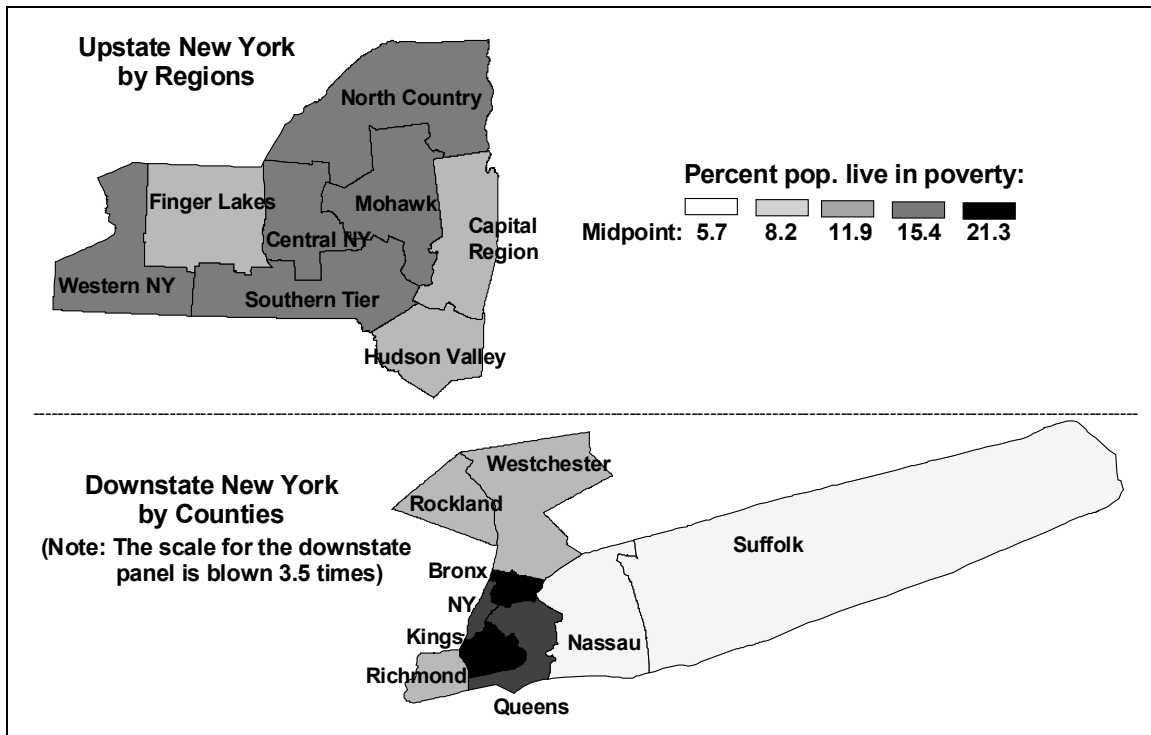 Upstate New York
by Regions
North Country
Finger Lakes
Mohawk
Central NY
Capital
Region
Western NY
Southern Tier
Hudson Valley
Percent pop. live in poverty:
Midpoint: 5.7 8.2 11.9 15.4 21.3
Downstate New York
by Counties
(Note: The scale for the downstate
panel is blown 3.5 times)
Westchester
Rockland
Suffolk
Bronx
NY
Kings
Nassau
Richmond
Queens